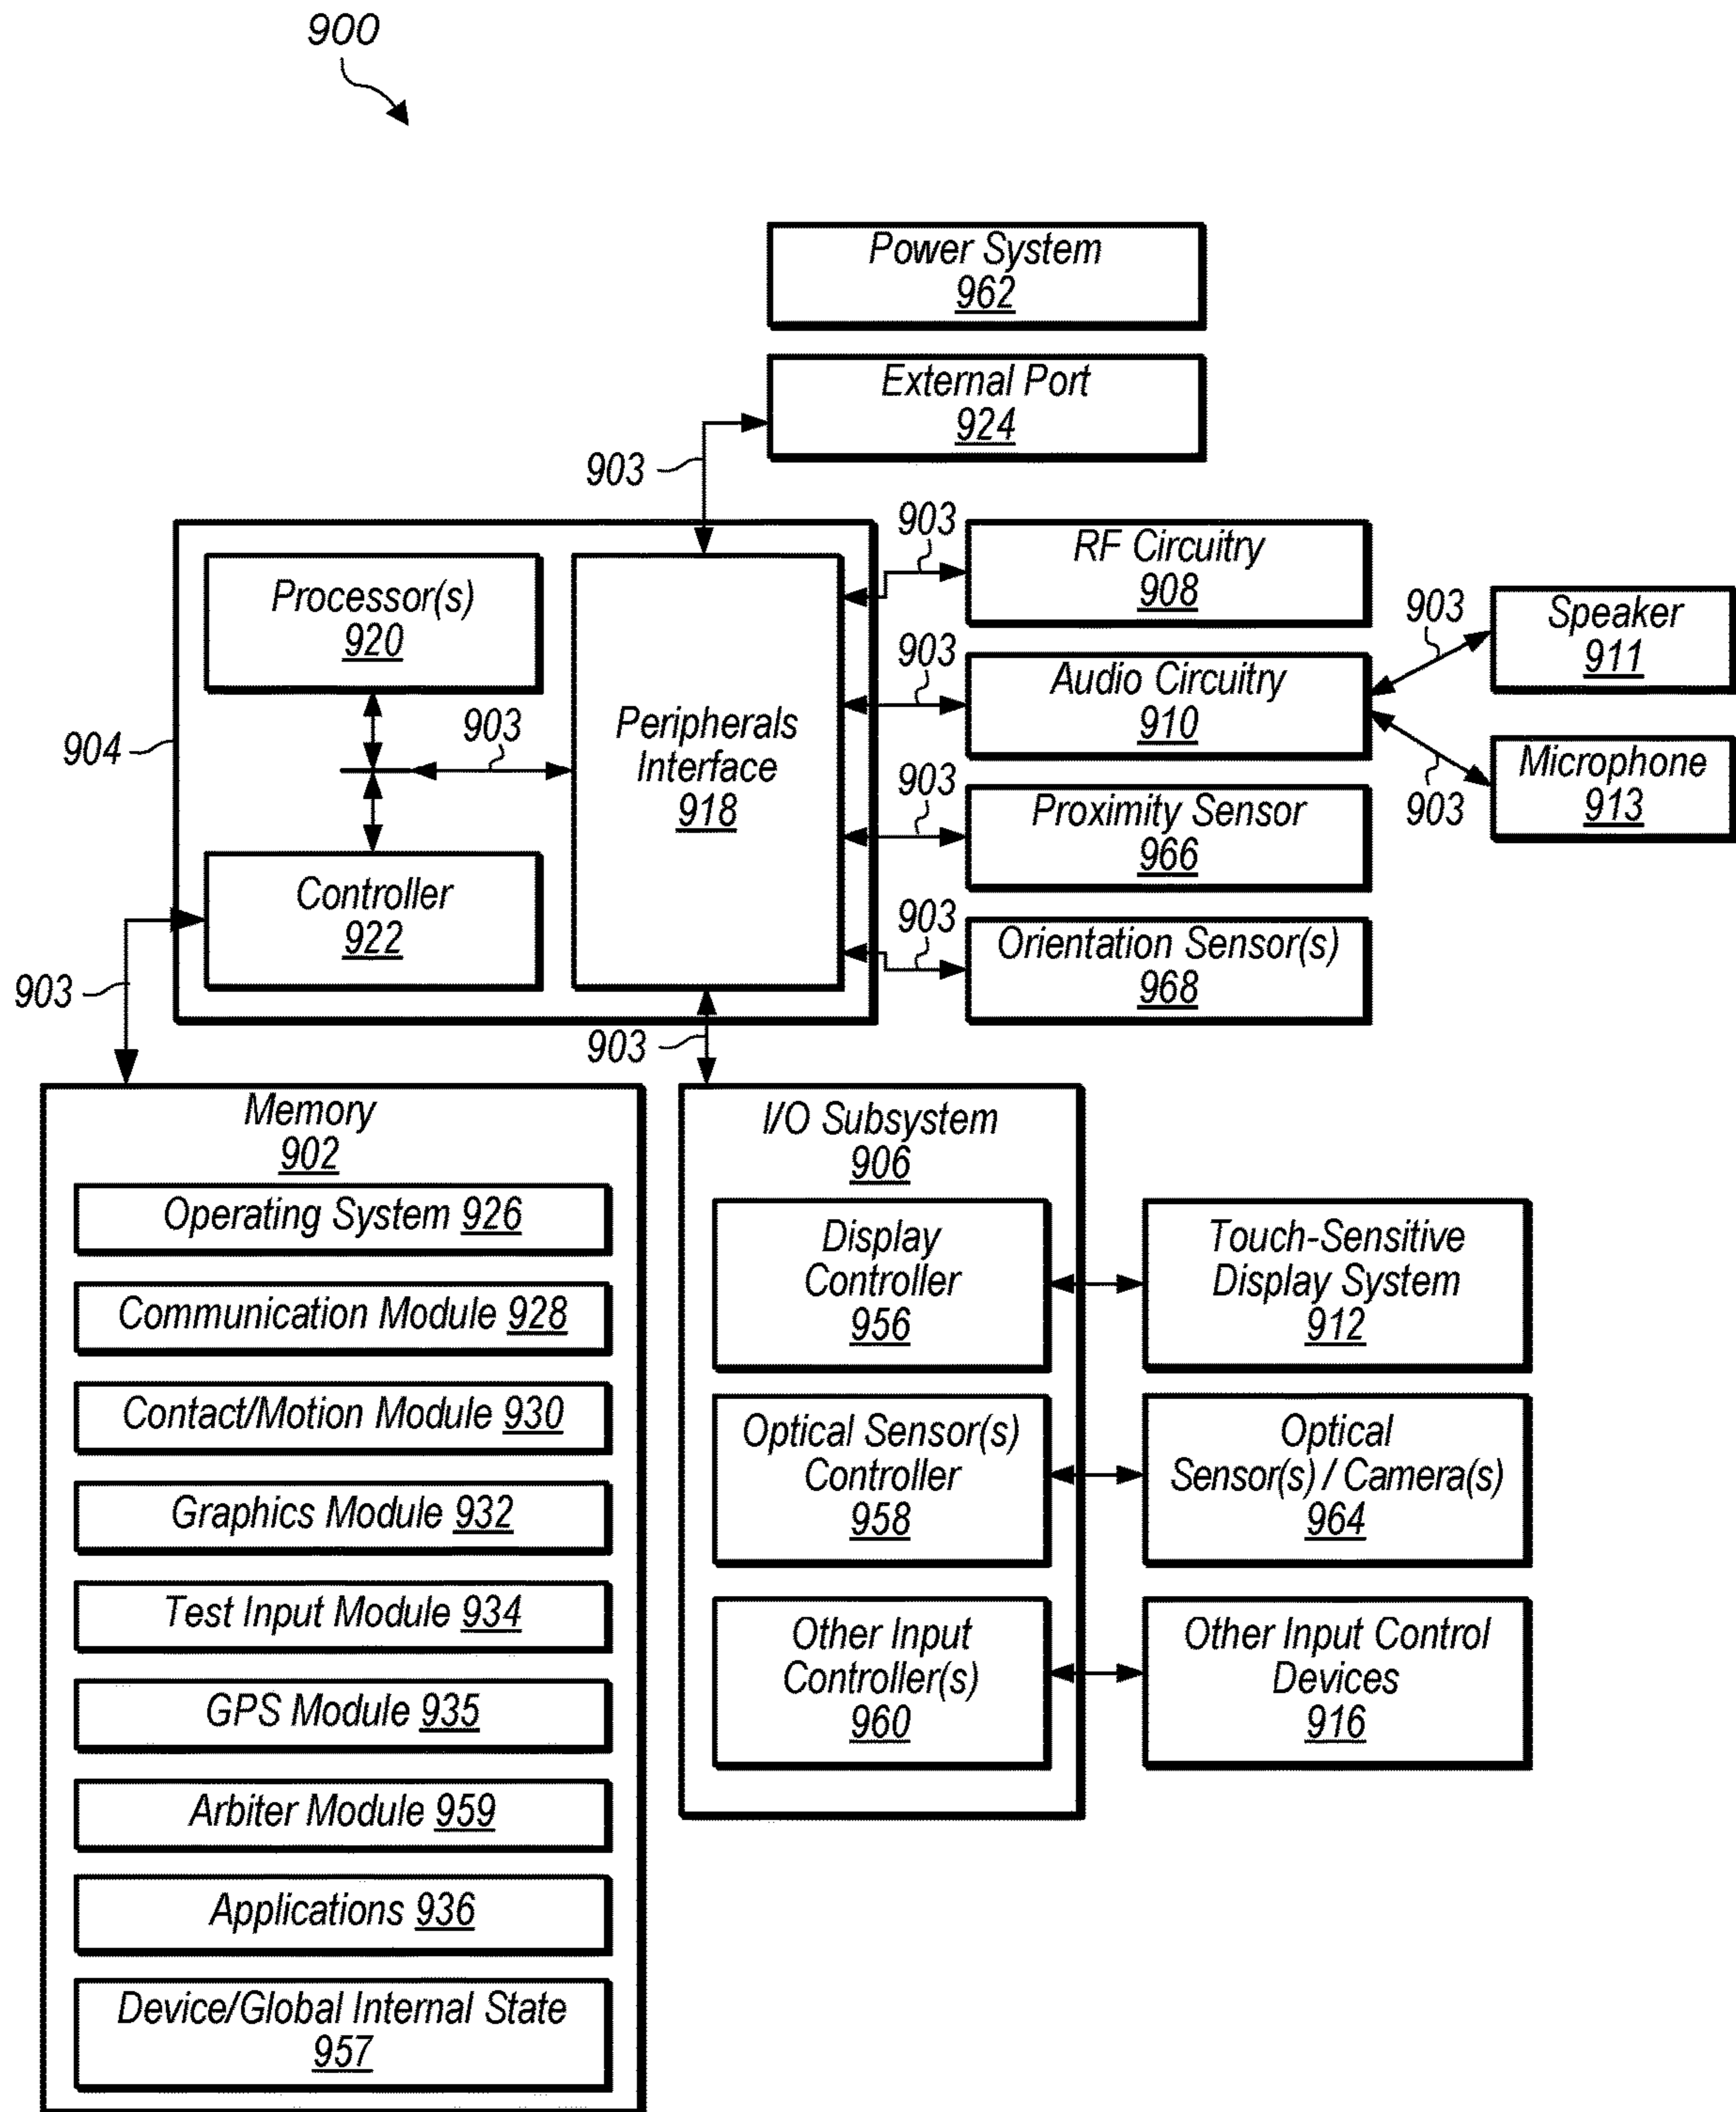 900
Power System
962
External Port
924
903
903
RF Circuitry
908
Processor(s)
920
903
Speaker
911
903
Audio Circuitry
910
903
Peripherals
Interface
918
904
Microphone
913
903
903
Proximity Sensor
966
Controller
922
903
Orientation Sensor(s)
968
903
903
Memory
902
Operating System 926
Communication Module 928
Contact/Motion Module 930
Graphics Module 932
Test Input Module 934
GPS Module 935
Arbiter Module 959
Applications 936
Device/Global Internal State
957
I/O Subsystem
906
Display
Controller
956
Touch-Sensitive
Display System
912
Optical Sensor(s)
Controller
958
Optical
Sensor(s) / Camera(s)
964
Other Input
Controller(s)
960
Other Input Control
Devices
916